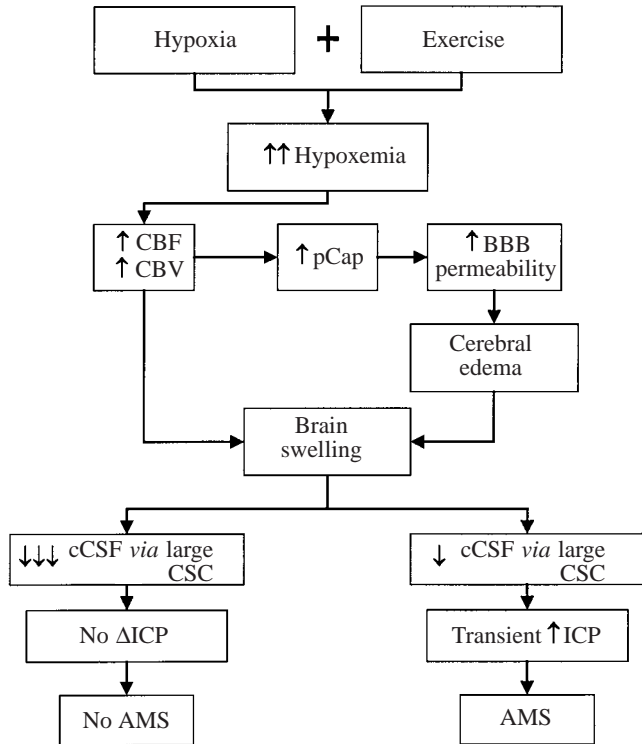 Hypoxia + Exercise
↑↑ Hypoxemia
↑ CBF
↑ CBV
↑ pCap
↑ BBB
permeability
Cerebral
edema
Brain
swelling
↓↓↓ cCSF via large
CSC
↓ cCSF via large
CSC
No ΔICP
Transient ↑ ICP
No AMS
AMS